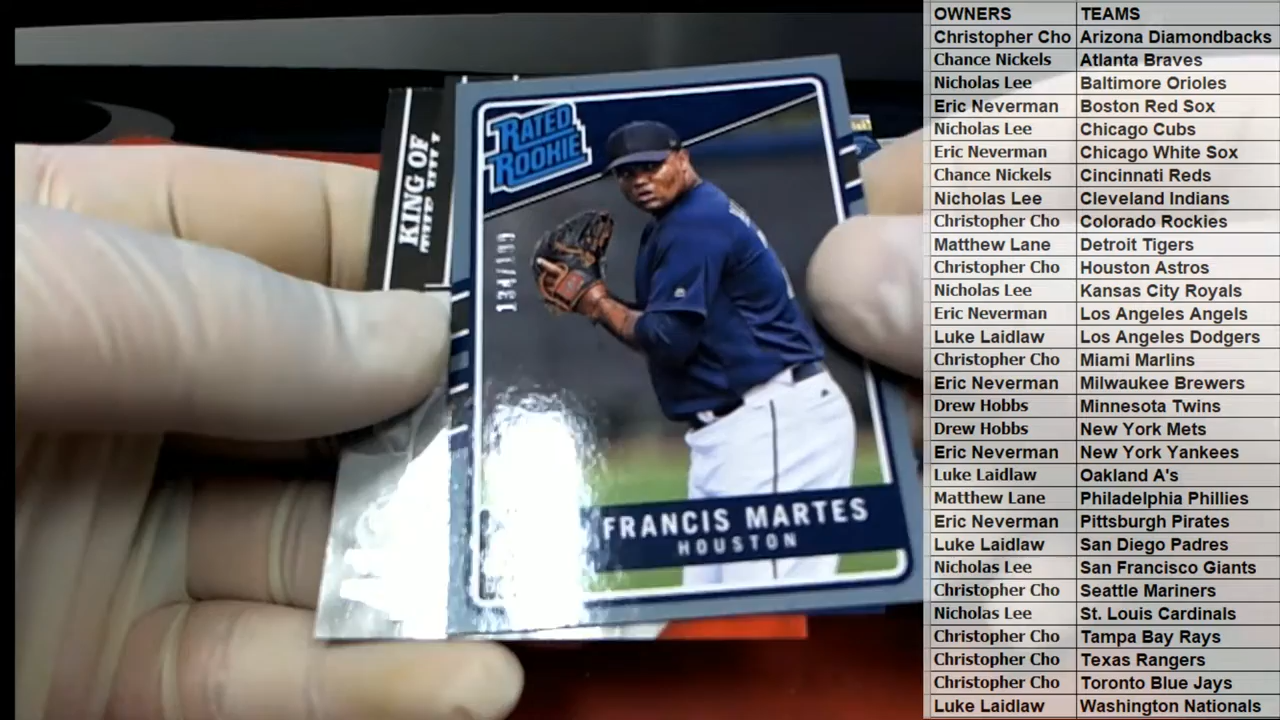 KING OF
RATED
ROOKIE
134/199
FRANCIS MARTES
HOUSTON
OWNERS TEAMS
Christopher Cho Arizona Diamondbacks
Chance Nickels Atlanta Braves
Nicholas Lee Baltimore Orioles
Eric Neverman Boston Red Sox
Nicholas Lee Chicago Cubs
Eric Neverman Chicago White Sox
Chance Nickels Cincinnati Reds
Nicholas Lee Cleveland Indians
Christopher Cho Colorado Rockies
Matthew Lane Detroit Tigers
Christopher Cho Houston Astros
Nicholas Lee Kansas City Royals
Eric Neverman Los Angeles Angels
Luke Laidlaw Los Angeles Dodgers
Christopher Cho Miami Marlins
Eric Neverman Milwaukee Brewers
Drew Hobbs Minnesota Twins
Drew Hobbs New York Mets
Eric Neverman New York Yankees
Luke Laidlaw Oakland A's
Matthew Lane Philadelphia Phillies
Eric Neverman Pittsburgh Pirates
Luke Laidlaw San Diego Padres
Nicholas Lee San Francisco Giants
Christopher Cho Seattle Mariners
Nicholas Lee St. Louis Cardinals
Christopher Cho Tampa Bay Rays
Christopher Cho Texas Rangers
Christopher Cho Toronto Blue Jays
Luke Laidlaw Washington Nationals